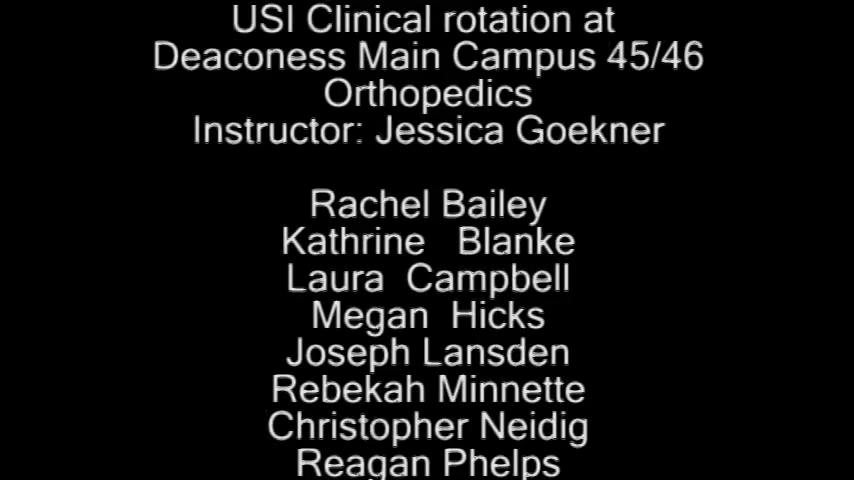 USI Clinical rotation at
Deaconess Main Campus 45/46
Orthopedics
Instructor: Jessica Goekner
Rachel Bailey
Kathrine Blanke
Laura Campbell
Megan Hicks
Joseph Lansden
Rebekah Minnette
Christopher Neidig
Reagan Phelps